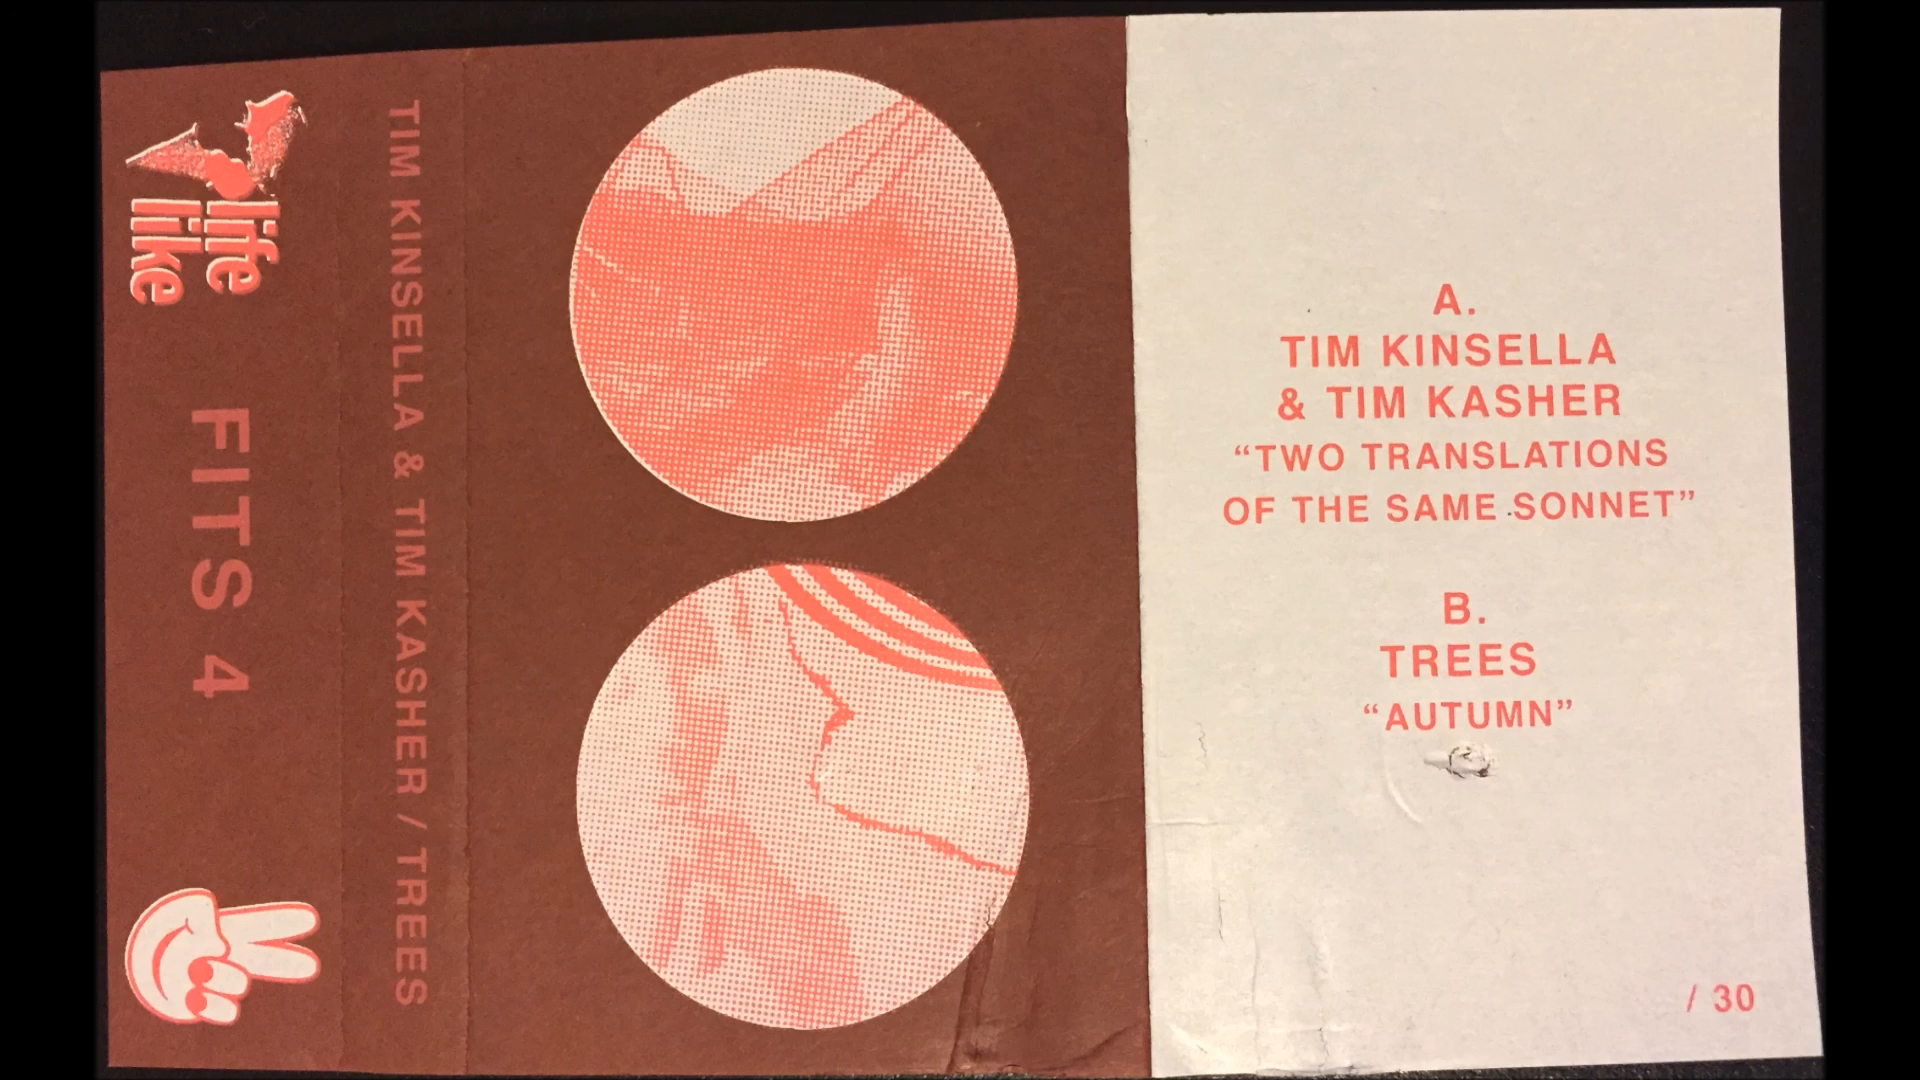 life
like
FITS 4
TIM KINSELLA & TIM KASHER / TREES
A.
TIM KINSELLA
& TIM KASHER
“TWO TRANSLATIONS
OF THE SAME SONNET”
B.
TREES
“AUTUMN”
/ 30